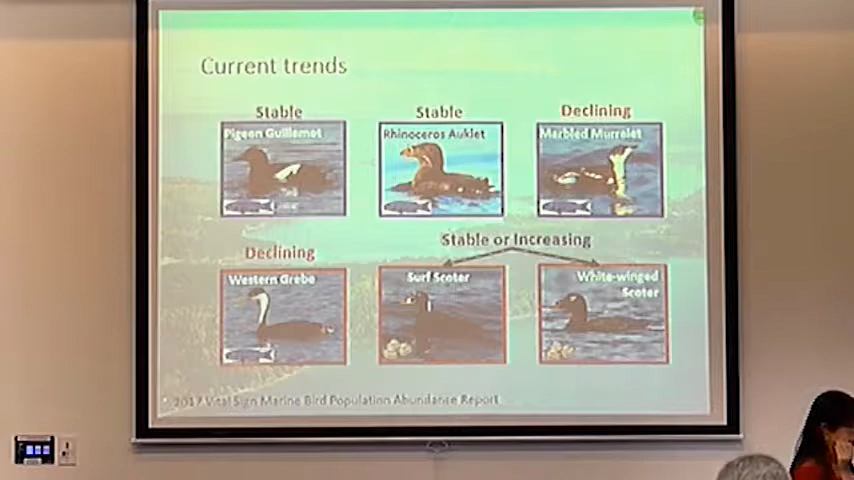 Current trends
Stable
Stable
Declining
Pigeon Guillemot
Rhinoceros Auklet
Marbled Murrelet
Declining
Stable or Increasing
Western Grebe
Surf Scoter
White-winged
Scoter
* 2017 Vital Sign Marine Bird Population Abundance Report